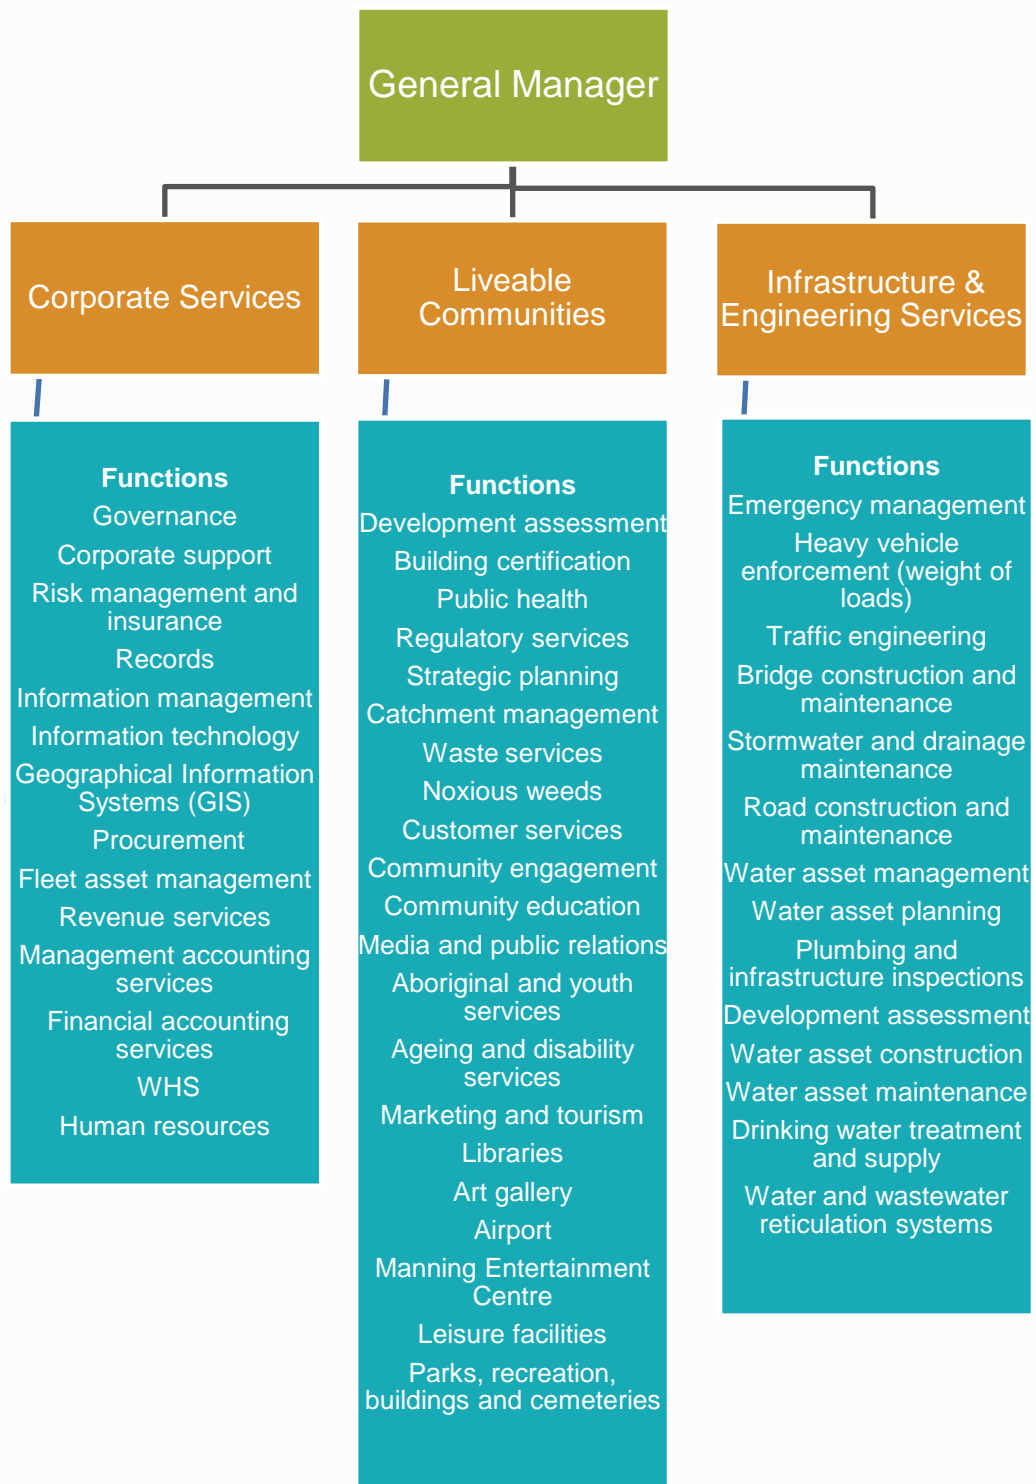 General Manager
Corporate Services
Liveable
Communities
Infrastructure &
Engineering Services
Functions
Governance
Corporate support
Risk management and
insurance
Records
Information management
Information technology
Geographical Information
Systems (GIS)
Procurement
Fleet asset management
Revenue services
Management accounting
services
Financial accounting
services
WHS
Human resources
Functions
Development assessment
Building certification
Public health
Regulatory services
Strategic planning
Catchment management
Waste services
Noxious weeds
Customer services
Community engagement
Community education
Media and public relations
Aboriginal and youth
services
Ageing and disability
services
Marketing and tourism
Libraries
Art gallery
Airport
Manning Entertainment
Centre
Leisure facilities
Parks, recreation,
buildings and cemeteries
Functions
Emergency management
Heavy vehicle
enforcement (weight of
loads)
Traffic engineering
Bridge construction and
maintenance
Stormwater and drainage
maintenance
Road construction and
maintenance
Water asset management
Water asset planning
Plumbing and
infrastructure inspections
Development assessment
Water asset construction
Water asset maintenance
Drinking water treatment
and supply
Water and wastewater
reticulation systems